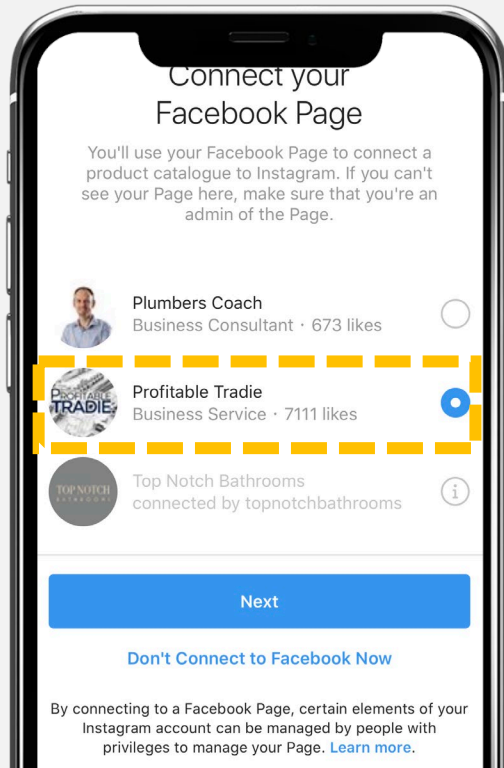 Connect your
Facebook Page
You'll use your Facebook Page to connect a
product catalogue to Instagram. If you can't
see your Page here, make sure that you're an
admin of the Page.
Plumbers Coach
Business Consultant · 673 likes
PROFITABLE
TRADIE
Profitable Tradie
Business Service · 7111 likes
TOP NOTCH
BATHROOMS
Top Notch Bathrooms
connected by topnotchbathrooms
Next
Don't Connect to Facebook Now
By connecting to a Facebook Page, certain elements of your
Instagram account can be managed by people with
privileges to manage your Page. Learn more.